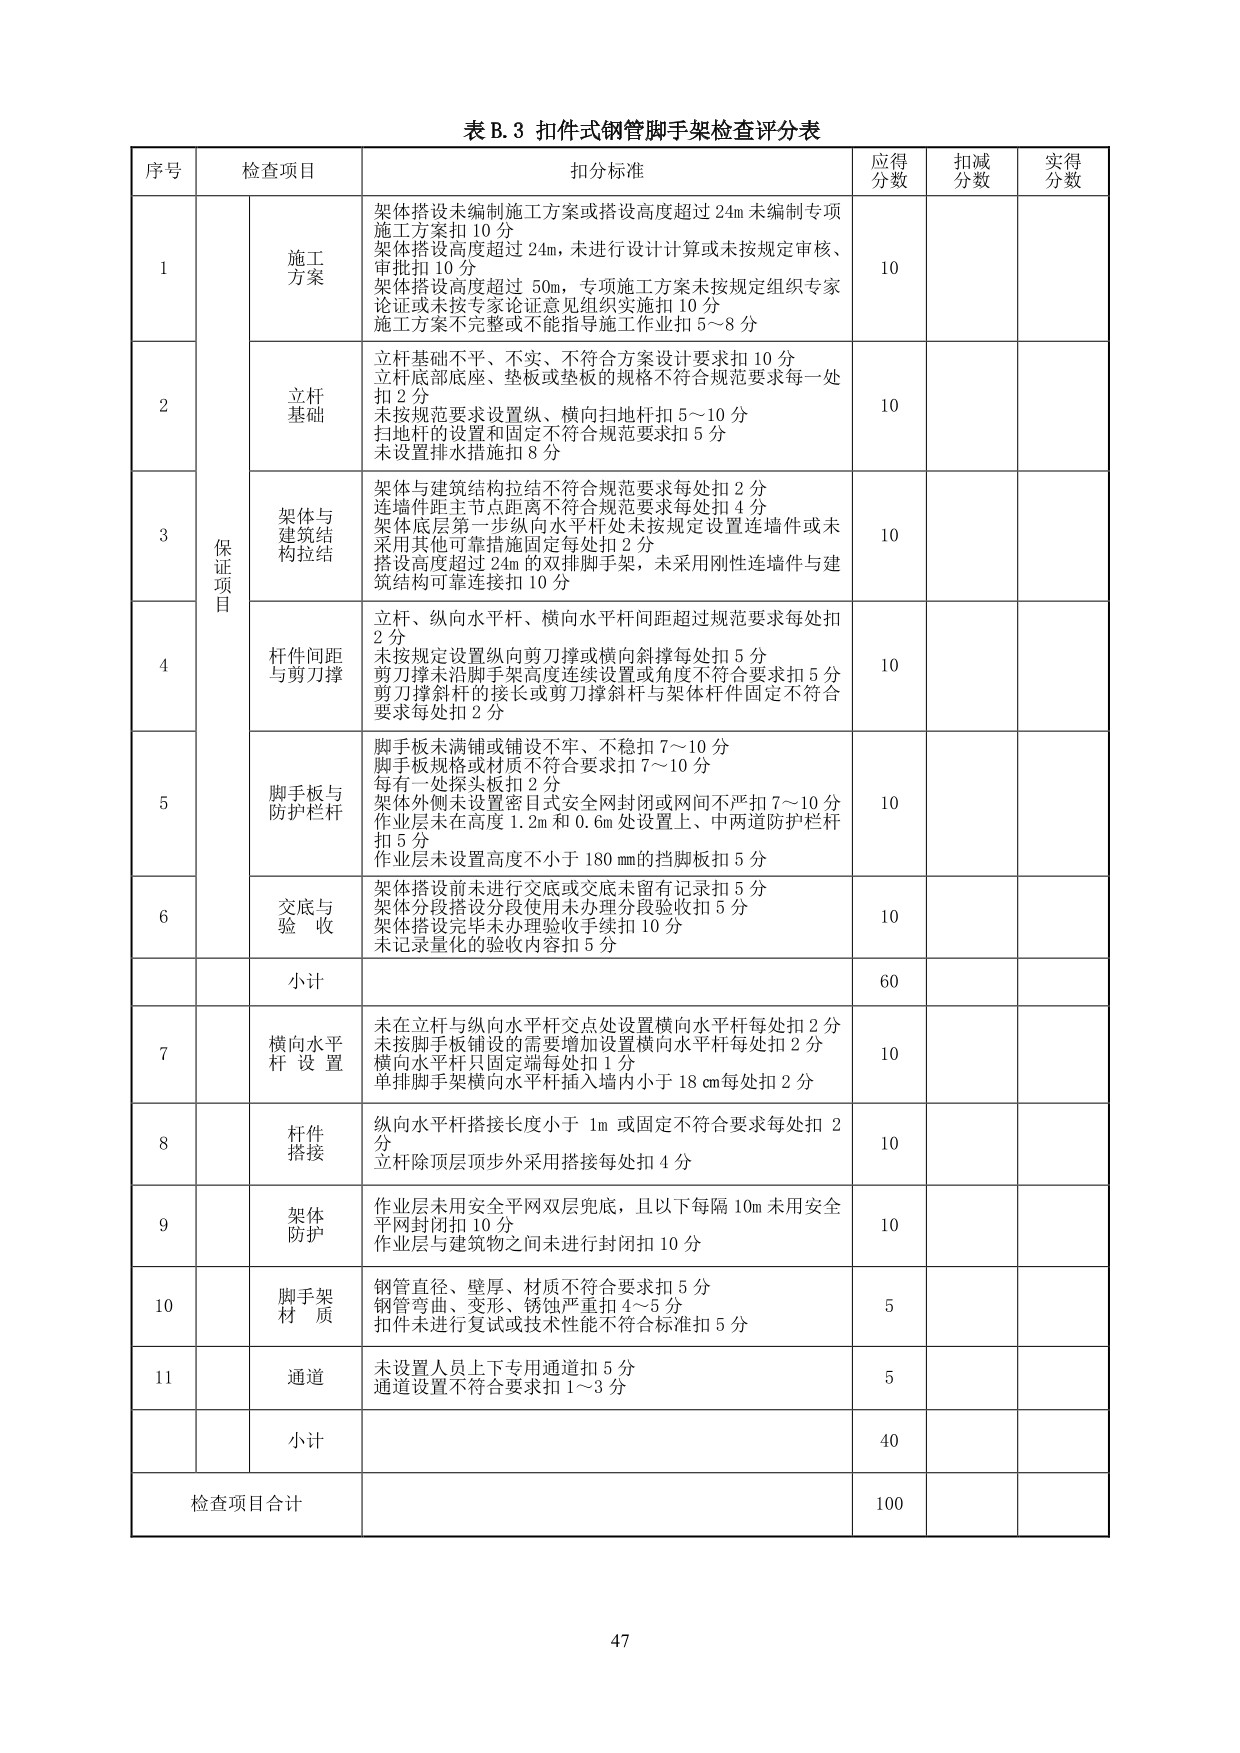 表 B.3 扣件式钢管脚手架检查评分表
序号 检查项目 扣分标准 应得 扣减 实得
分数 分数 分数
1
保
证
项
目
施工
方案
架体搭设未编制施工方案或搭设高度超过 24m 未编制专项
施工方案扣 10 分
架体搭设高度超过 24m，未进行设计计算或未按规定审核、
审批扣 10 分
架体搭设高度超过 50m，专项施工方案未按规定组织专家
论证或未按专家论证意见组织实施扣 10 分
施工方案不完整或不能指导施工作业扣 5～8 分
10
2
立杆
基础
立杆基础不平、不实、不符合方案设计要求扣 10 分
立杆底部底座、垫板或垫板的规格不符合规范要求每一处
扣 2 分
未按规范要求设置纵、横向扫地杆扣 5～10 分
扫地杆的设置和固定不符合规范要求扣 5 分
未设置排水措施扣 8 分
10
3
架体与
建筑结
构拉结
架体与建筑结构拉结不符合规范要求每处扣 2 分
连墙件距主节点距离不符合规范要求每处扣 4 分
架体底层第一步纵向水平杆处未按规定设置连墙件或未
采用其他可靠措施固定每处扣 2 分
搭设高度超过 24m 的双排脚手架，未采用刚性连墙件与建
筑结构可靠连接扣 10 分
10
4
杆件间距
与剪刀撑
立杆、纵向水平杆、横向水平杆间距超过规范要求每处扣
2 分
未按规定设置纵向剪刀撑或横向斜撑每处扣 5 分
剪刀撑未沿脚手架高度连续设置或角度不符合要求扣 5 分
剪刀撑斜杆的接长或剪刀撑斜杆与架体杆件固定不符合
要求每处扣 2 分
10
5
脚手板与
防护栏杆
脚手板未满铺或铺设不牢、不稳扣 7～10 分
脚手板规格或材质不符合要求扣 7～10 分
每有一处探头板扣 2 分
架体外侧未设置密目式安全网封闭或网间不严扣 7～10 分
作业层未在高度 1.2m 和 0.6m 处设置上、中两道防护栏杆
扣 5 分
作业层未设置高度不小于 180 ㎜的挡脚板扣 5 分
10
6
交底与
验 收
架体搭设前未进行交底或交底未留有记录扣 5 分
架体分段搭设分段使用未办理分段验收扣 5 分
架体搭设完毕未办理验收手续扣 10 分
未记录量化的验收内容扣 5 分
10
小计 60
7
横向水平
杆 设 置
未在立杆与纵向水平杆交点处设置横向水平杆每处扣 2 分
未按脚手板铺设的需要增加设置横向水平杆每处扣 2 分
横向水平杆只固定端每处扣 1 分
单排脚手架横向水平杆插入墙内小于 18 ㎝每处扣 2 分
10
8
杆件
搭接
纵向水平杆搭接长度小于 1m 或固定不符合要求每处扣 2
分
立杆除顶层顶步外采用搭接每处扣 4 分
10
9
架体
防护
作业层未用安全平网双层兜底，且以下每隔 10m 未用安全
平网封闭扣 10 分
作业层与建筑物之间未进行封闭扣 10 分
10
10
脚手架
材 质
钢管直径、壁厚、材质不符合要求扣 5 分
钢管弯曲、变形、锈蚀严重扣 4～5 分
扣件未进行复试或技术性能不符合标准扣 5 分
5
11
通道
未设置人员上下专用通道扣 5 分
通道设置不符合要求扣 1～3 分
5
小计 40
检查项目合计 100
47